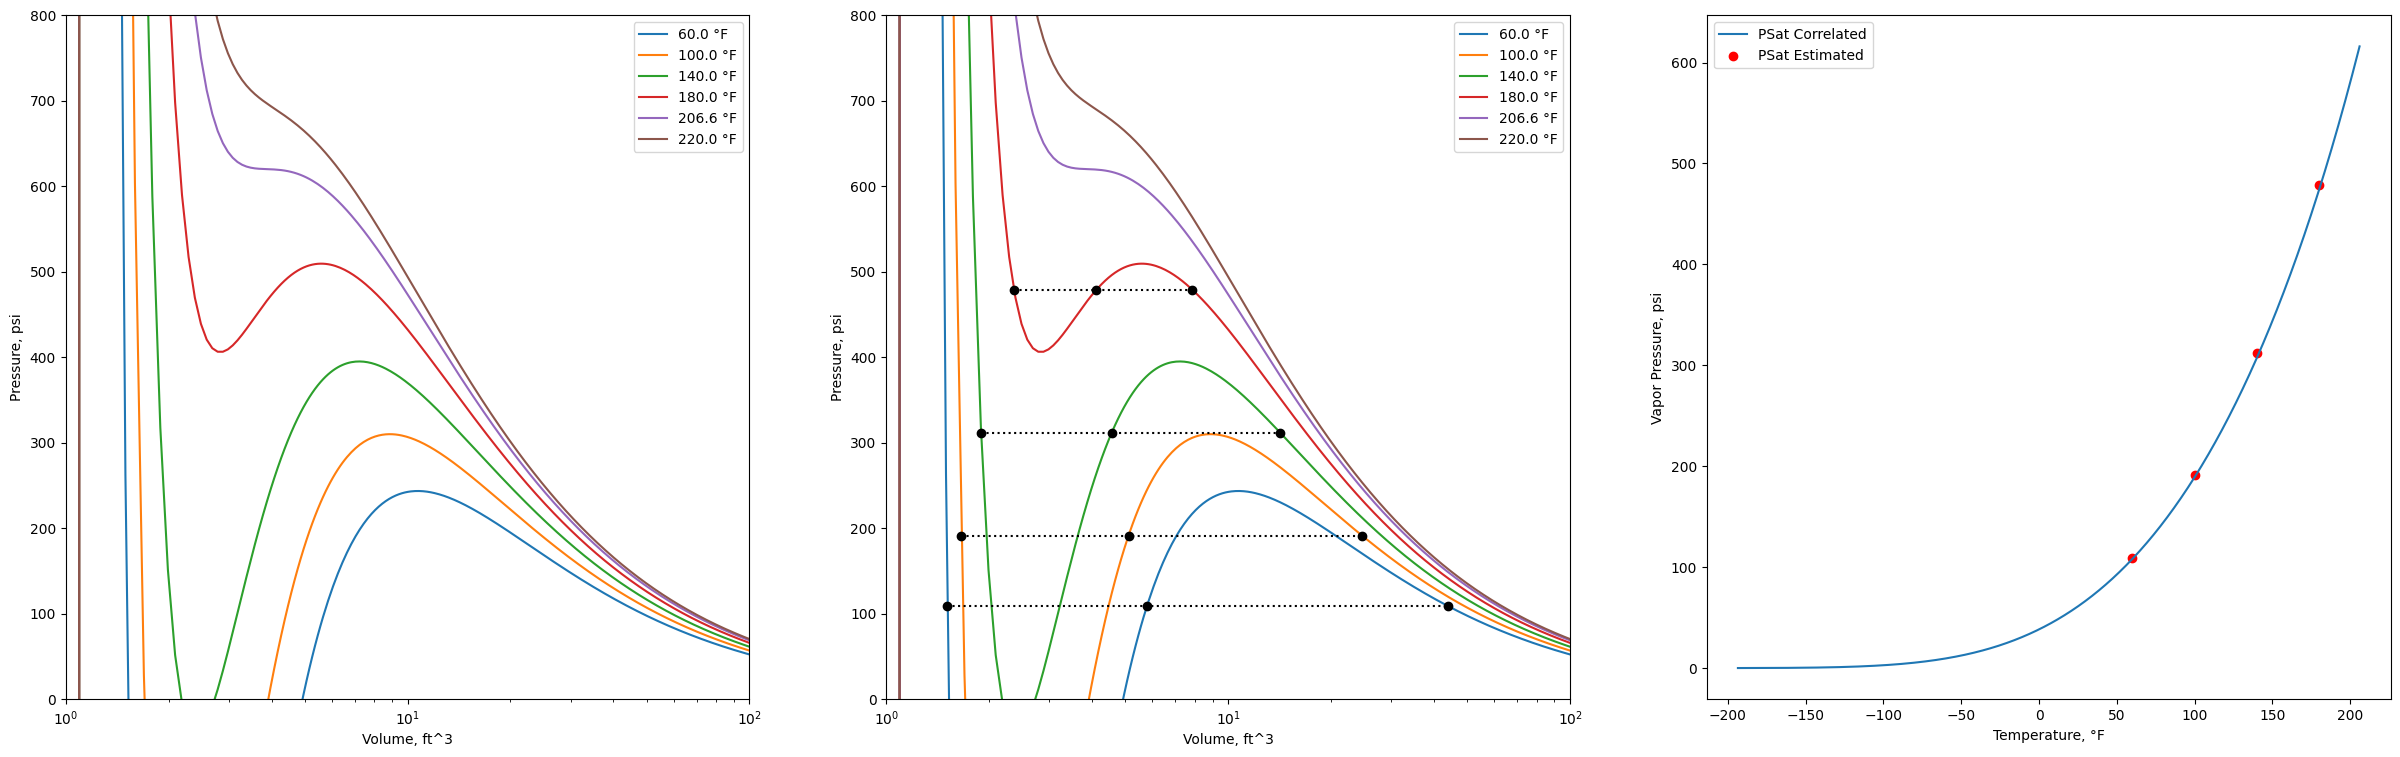 800
700
600
500
400
300
200
100
0
Pressure, psi
10^0
10^1
10^2
Volume, ft^3
60.0 °F
100.0 °F
140.0 °F
180.0 °F
206.6 °F
220.0 °F
800
700
600
500
400
300
200
100
0
Pressure, psi
10^0
10^1
10^2
Volume, ft^3
60.0 °F
100.0 °F
140.0 °F
180.0 °F
206.6 °F
220.0 °F
PSat Correlated
PSat Estimated
600
500
400
300
200
100
0
Vapor Pressure, psi
−200
−150
−100
−50
0
50
100
150
200
Temperature, °F